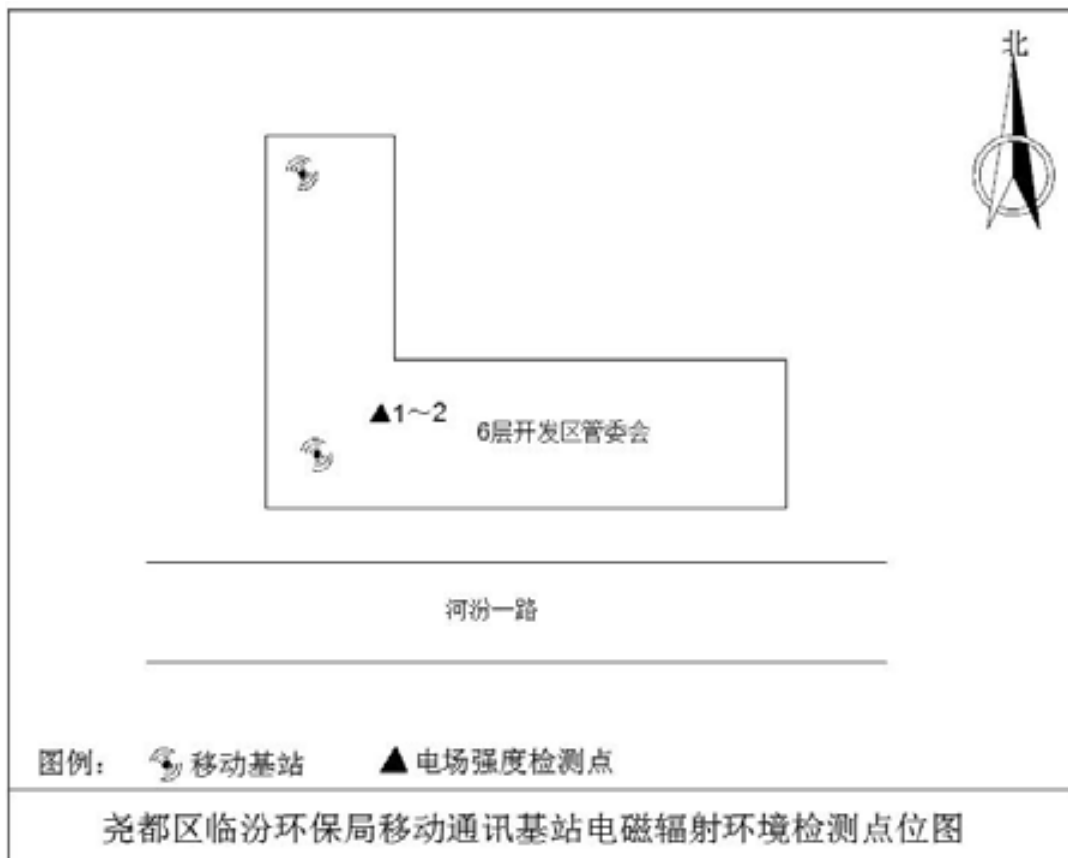 北
▲1～2
6层开发区管委会
河汾一路
图例： 移动基站 ▲电场强度检测点
尧都区临汾环保局移动通讯基站电磁辐射环境检测点位图